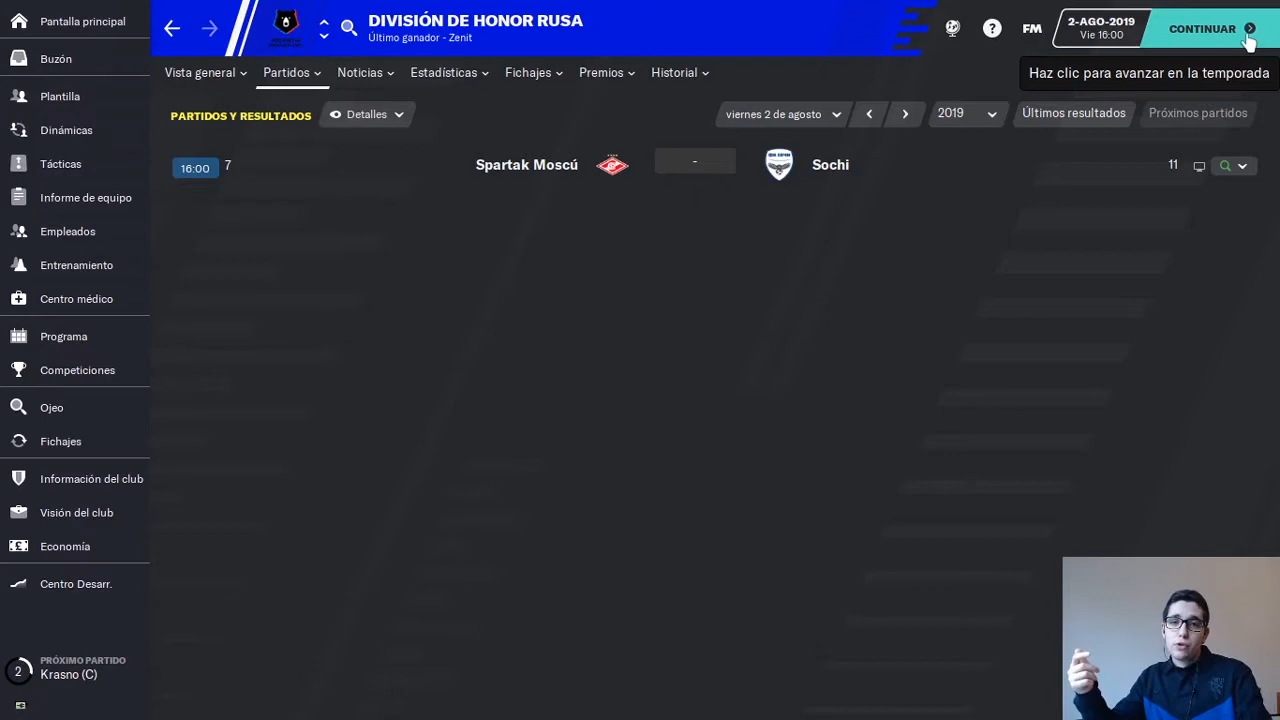 Pantalla principal
Buzón
Plantilla
Dinámicas
Tácticas
Informe de equipo
Empleados
Entrenamiento
Centro médico
Programa
Competiciones
Ojeo
Fichajes
Información del club
Visión del club
Economía
Centro Desarr.
2
PRÓXIMO PARTIDO
Krasno (C)
DIVISIÓN DE HONOR RUSA
Último ganador - Zenit
?
FM
2-AGO-2019
Vie 16:00
CONTINUAR
Haz clic para avanzar en la temporada
Vista general
Partidos
Noticias
Estadísticas
Fichajes
Premios
Historial
PARTIDOS Y RESULTADOS
Detalles
viernes 2 de agosto
2019
Últimos resultados
Próximos partidos
16:00 7 Spartak Moscú - Sochi 11